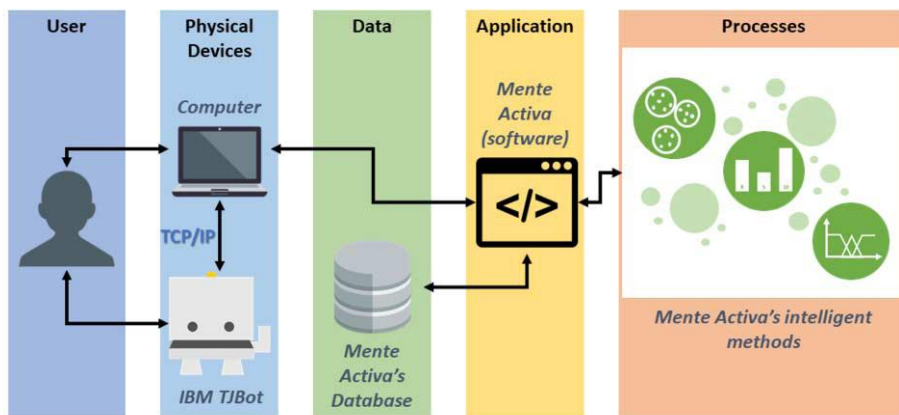 User
Physical
Devices
Data
Application
Processes
Computer
Mente
Activa
(software)
</>
TCP/IP
IBM TJBot
Mente
Activa's
Database
Mente Activa's intelligent
methods